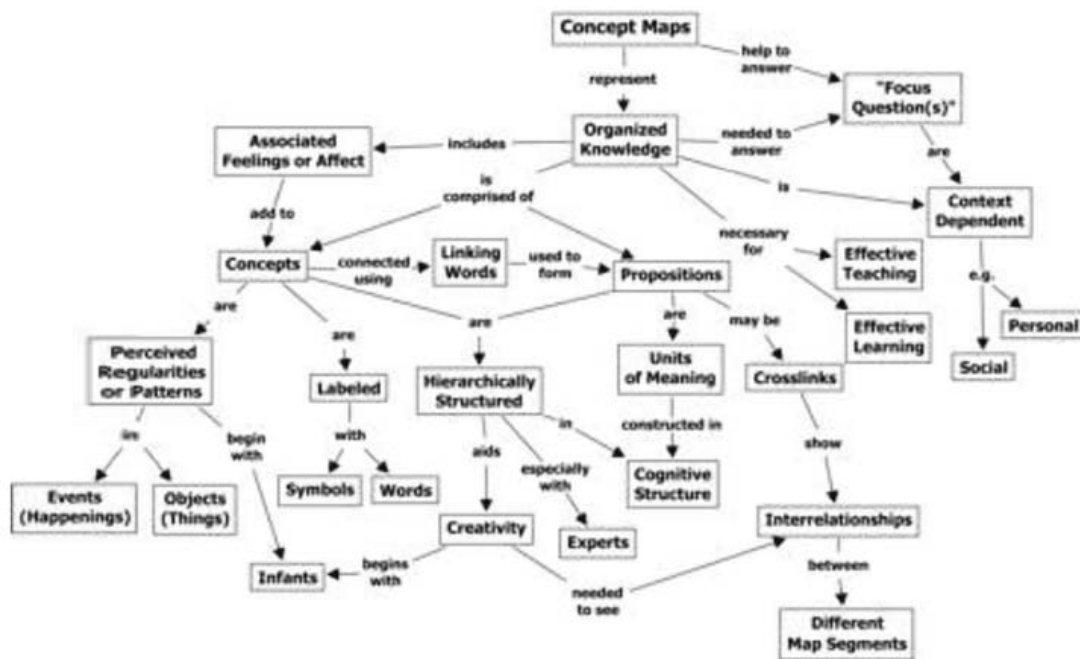 Concept Maps
help to
answer
represent
"Focus
Question(s)"
Associated
Feelings or Affect
includes
Organized
Knowledge
needed to
answer
are
is
comprised of
is
Context
Dependent
add to
necessary
for
Concepts
connected
using
Linking
Words
used to
form
Propositions
Effective
Teaching
e.g.
are
are
are
are
may be
Effective
Learning
Personal
Perceived
Regularities
or Patterns
Labeled
Hierarchically
Structured
Units
of Meaning
Crosslinks
Social
in
begin
with
with
aids
in
constructed in
show
especially
with
Events
(Happenings)
Objects
(Things)
Symbols
Words
Cognitive
Structure
Creativity
Experts
Interrelationships
Infants
begins
with
needed
to see
between
Different
Map Segments